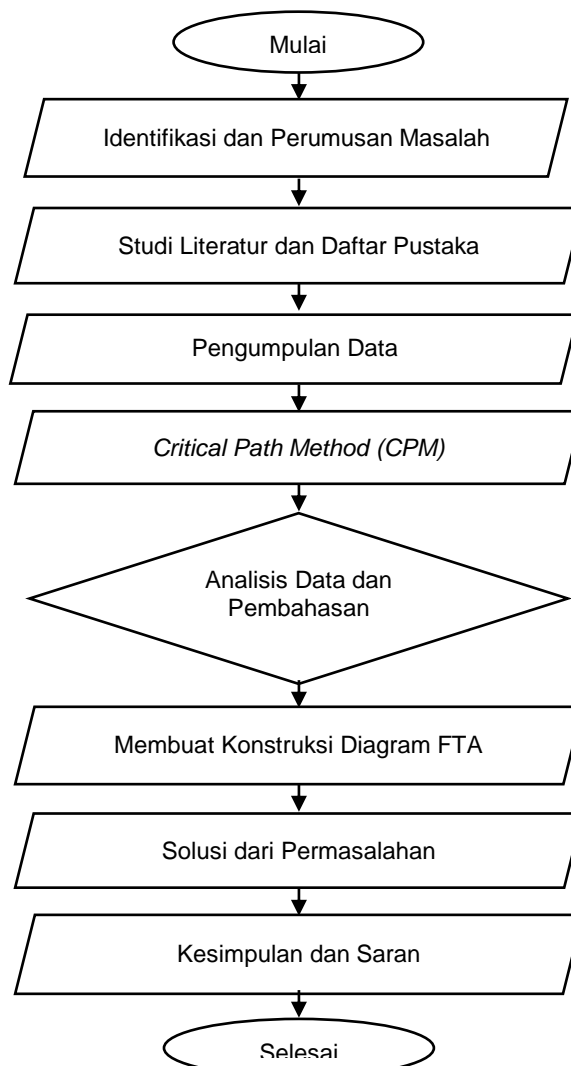 Mulai
Identifikasi dan Perumusan Masalah
Studi Literatur dan Daftar Pustaka
Pengumpulan Data
Critical Path Method (CPM)
Analisis Data dan
Pembahasan
Membuat Konstruksi Diagram FTA
Solusi dari Permasalahan
Kesimpulan dan Saran
Selesai